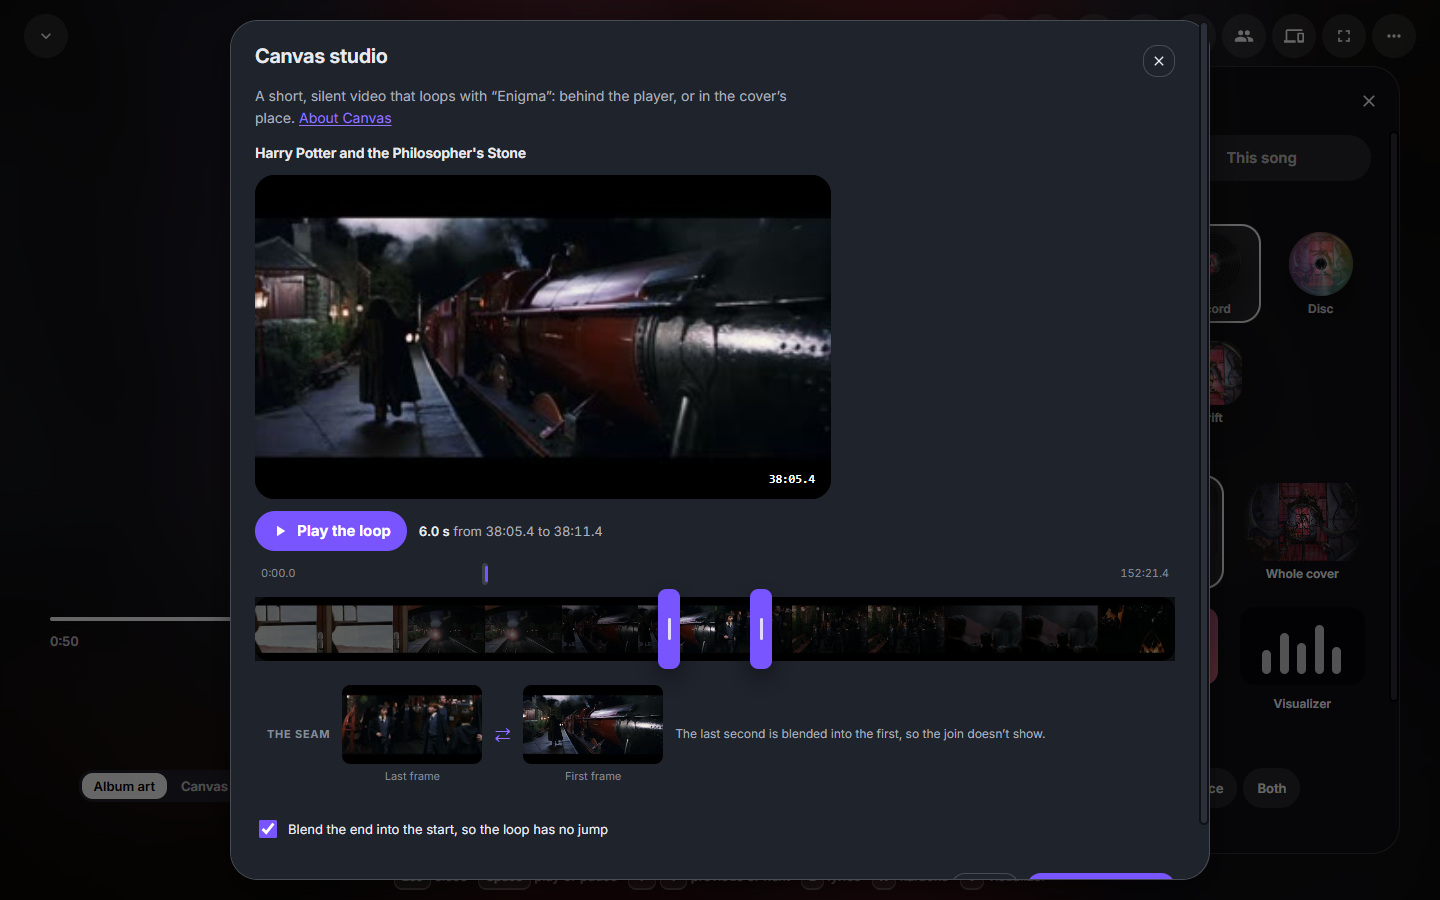 Canvas studio
A short, silent video that loops with “Enigma”: behind the player, or in the cover’s
place. About Canvas
Harry Potter and the Philosopher's Stone
38:05.4
Play the loop
6.0 s from 38:05.4 to 38:11.4
0:00.0
152:21.4
THE SEAM
The last second is blended into the first, so the join doesn’t show.
Last frame
First frame
Blend the end into the start, so the loop has no jump
0:50
Album art
Canvas
This song
Disc
Whole cover
Visualizer
Both